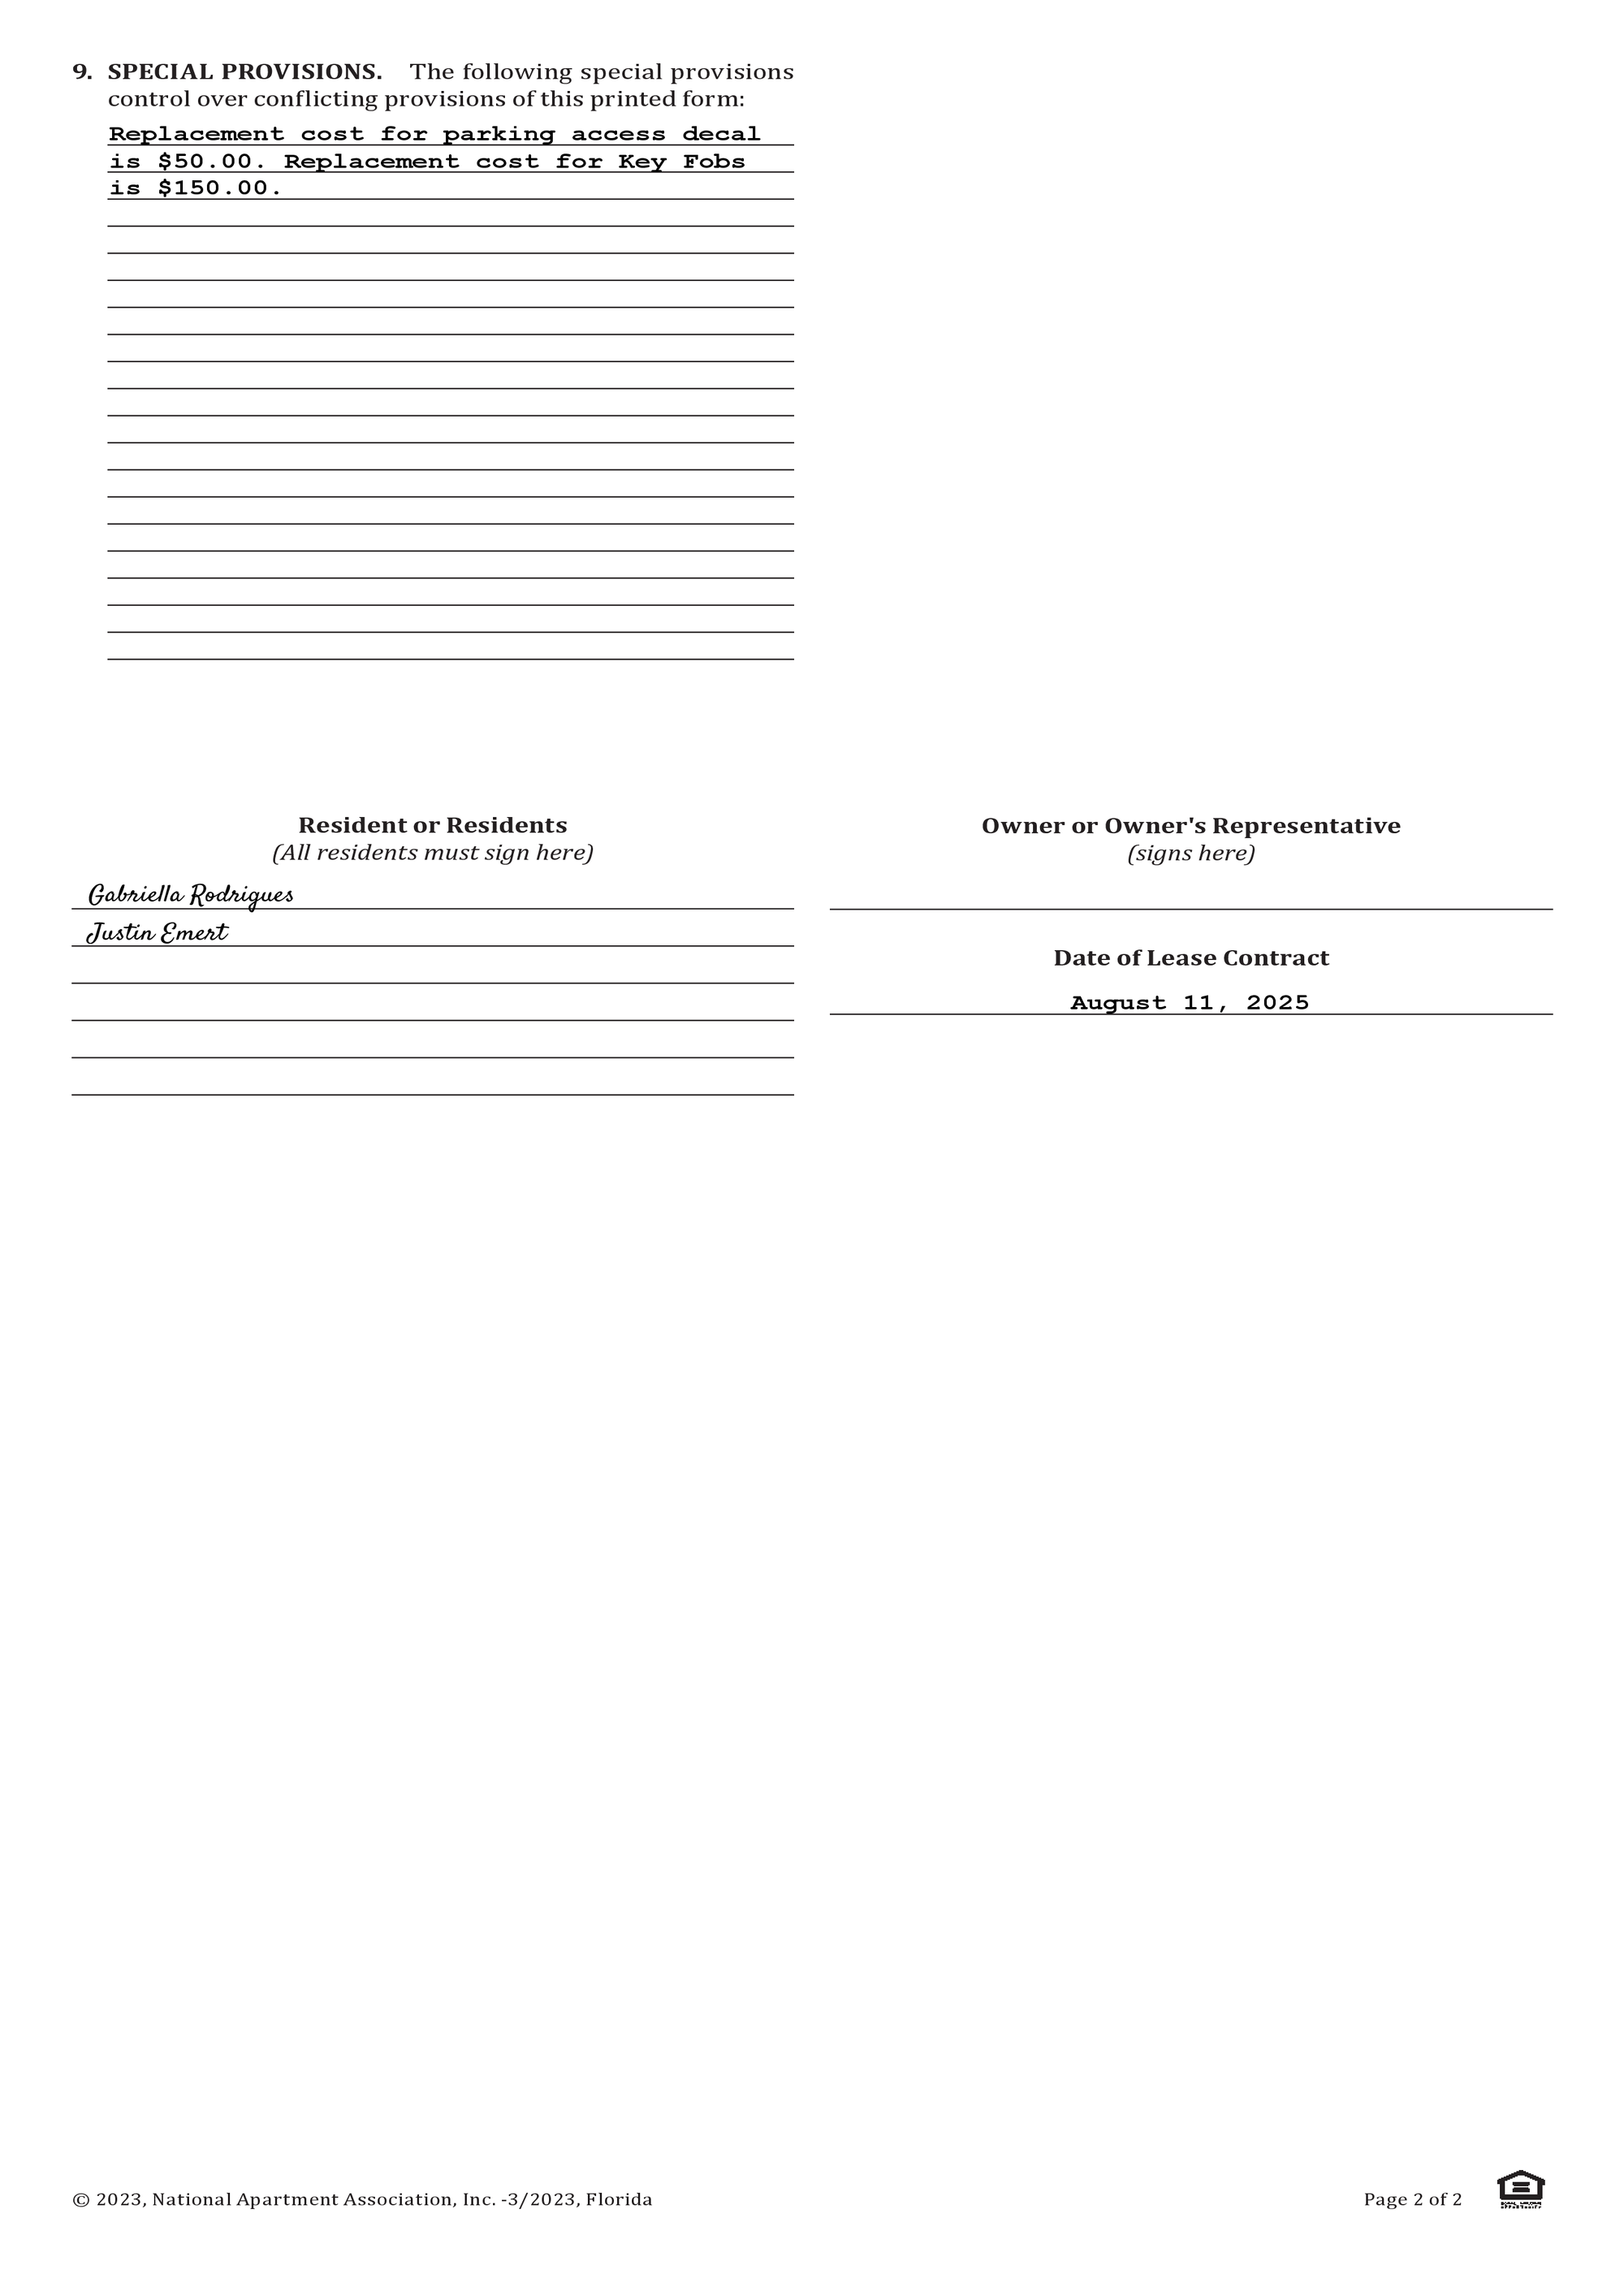 9. SPECIAL PROVISIONS. The following special provisions
control over conflicting provisions of this printed form:
Replacement cost for parking access decal
is $50.00. Replacement cost for Key Fobs
is $150.00.
Resident or Residents
(All residents must sign here)
Gabriella Rodrigues
Justin Emert
Owner or Owner's Representative
(signs here)
Date of Lease Contract
August 11, 2025
© 2023, National Apartment Association, Inc. -3/2023, Florida
Page 2 of 2